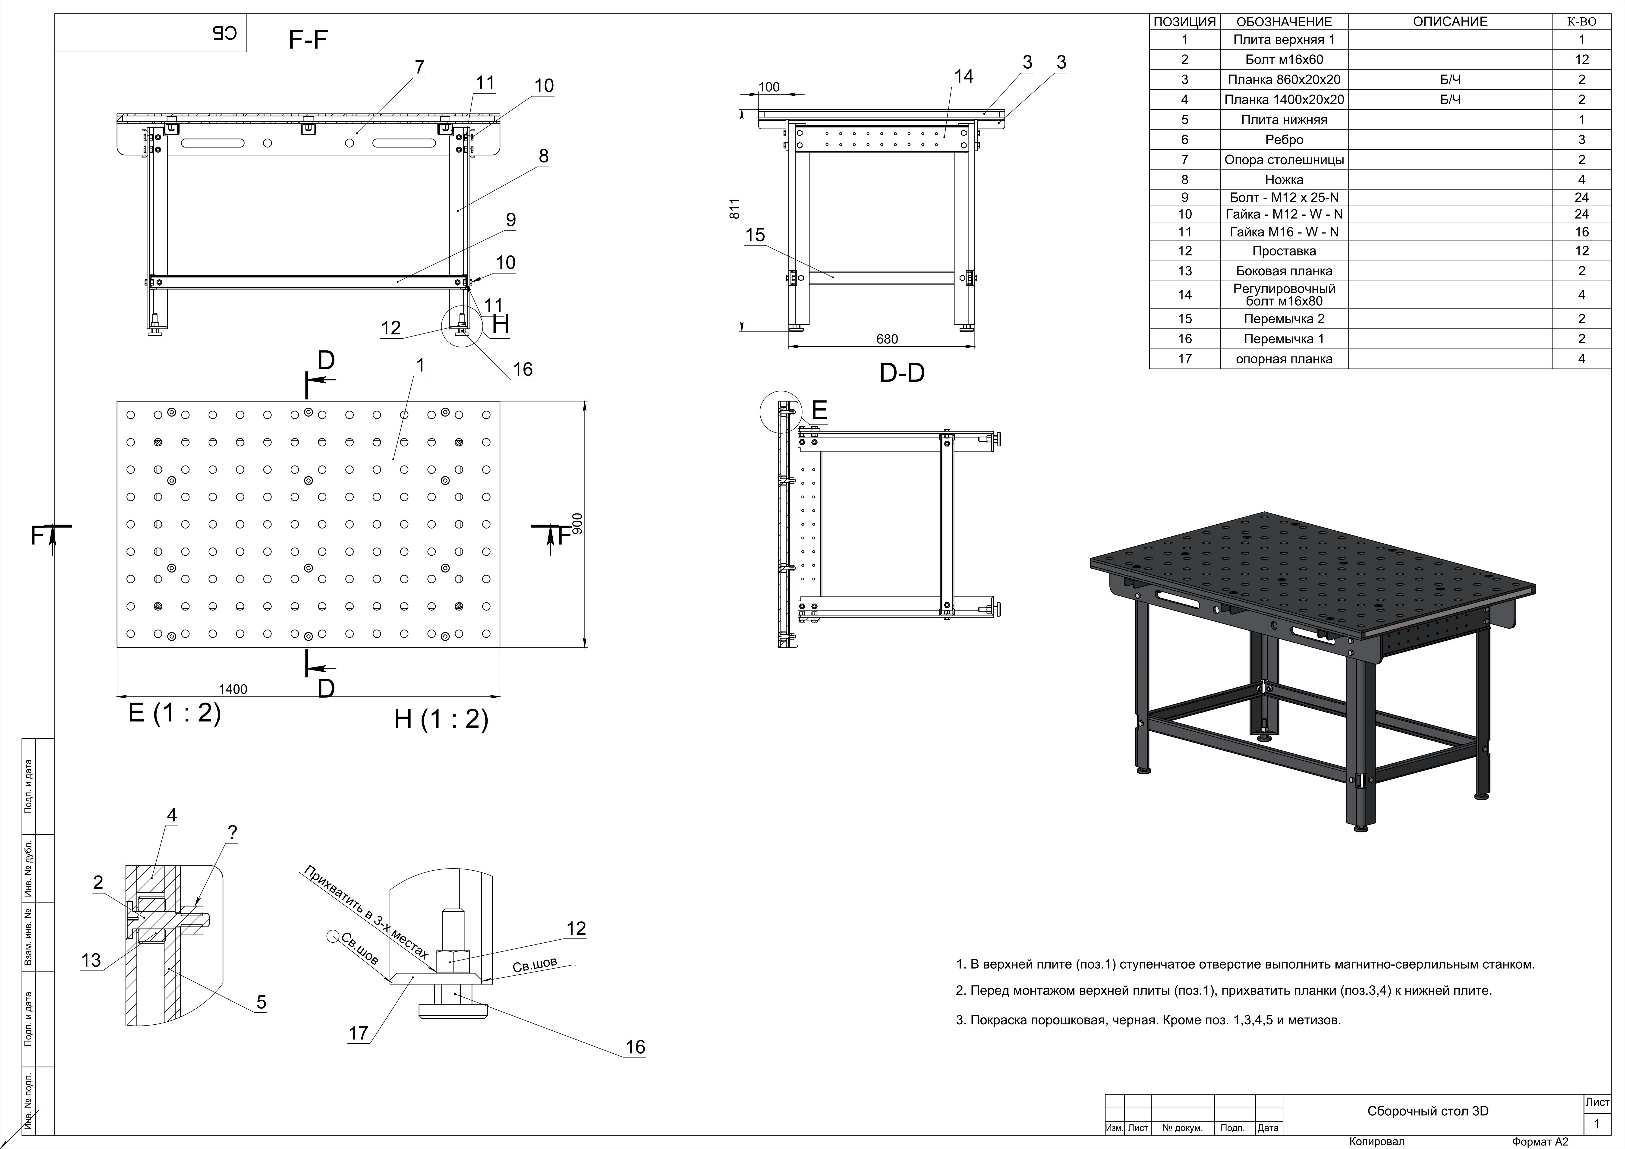 СВ
F-F
7
11
10
8
9
10
11
H
12
16
14
3 3
100
811
15
680
ПОЗИЦИЯ ОБОЗНАЧЕНИЕ ОПИСАНИЕ К-ВО
1 Плита верхняя 1 1
2 Болт м16х60 12
3 Планка 860х20х20 Б/Ч 2
4 Планка 1400х20х20 Б/Ч 2
5 Плита нижняя 1
6 Ребро 3
7 Опора столешницы 2
8 Ножка 4
9 Болт - М12 х 25-N 24
10 Гайка - М12 - W - N 24
11 Гайка М16 - W - N 16
12 Проставка 12
13 Боковая планка 2
14 Регулировочный
болт м16х80 4
15 Перемычка 2 2
16 Перемычка 1 2
17 опорная планка 4
D
1
F
F
900
D
1400
D-D
E
E (1 : 2)
H (1 : 2)
4
?
2
13
5
Прихватить в 3-х местах
Св.шов
Св.шов
12
17
16
1. В верхней плите (поз.1) ступенчатое отверстие выполнить магнитно-сверлильным станком.
2. Перед монтажом верхней плиты (поз.1), прихватить планки (поз.3,4) к нижней плите.
3. Покраска порошковая, черная. Кроме поз. 1,3,4,5 и метизов.
Подп. и дата
Инв. № дубл.
Взам. инв. №
Подп. и дата
Инв. № подп.
Изм. Лист № докум. Подп. Дата
Сборочный стол 3D
Лист
1
Копировал Формат А2